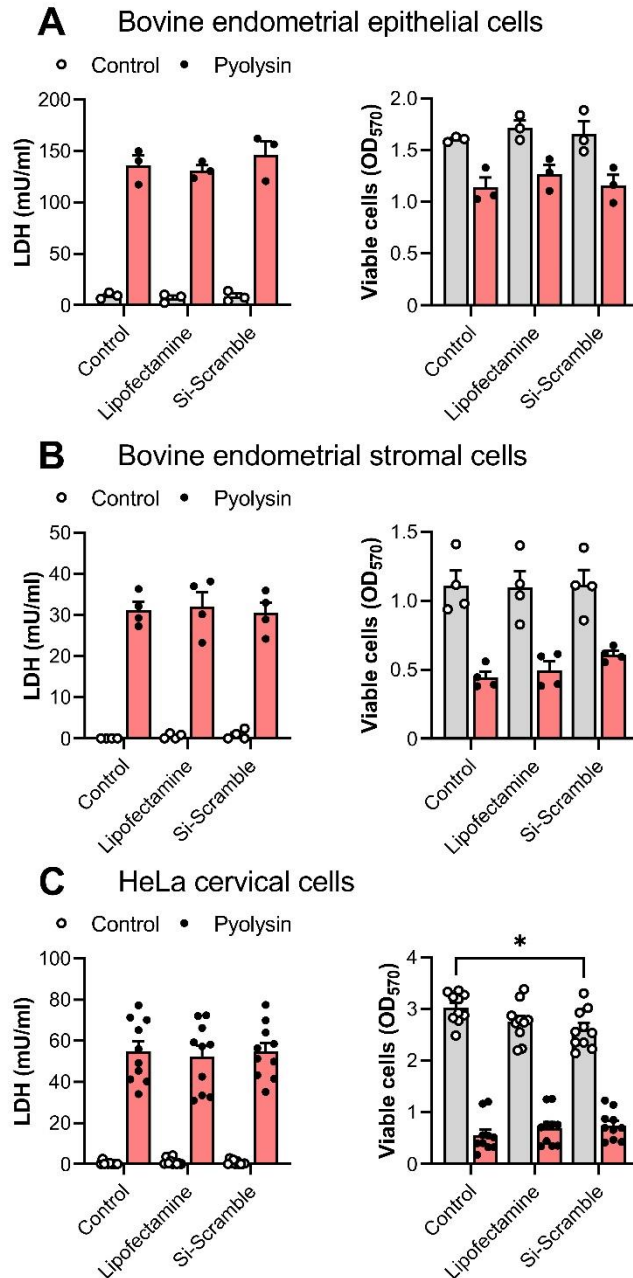 A Bovine endometrial epithelial cells
Control Pyolysin
LDH (mU/ml)
200
150
100
50
0
Control
Lipofectamine
Si-Scramble
Viable cells (OD570)
2.0
1.5
1.0
0.5
0.0
Control
Lipofectamine
Si-Scramble
B Bovine endometrial stromal cells
Control Pyolysin
LDH (mU/ml)
50
40
30
20
10
0
Control
Lipofectamine
Si-Scramble
Viable cells (OD570)
1.5
1.0
0.5
0.0
Control
Lipofectamine
Si-Scramble
C HeLa cervical cells
Control Pyolysin
LDH (mU/ml)
100
80
60
40
20
0
Control
Lipofectamine
Si-Scramble
Viable cells (OD570)
4
3
2
1
0
*
Control
Lipofectamine
Si-Scramble